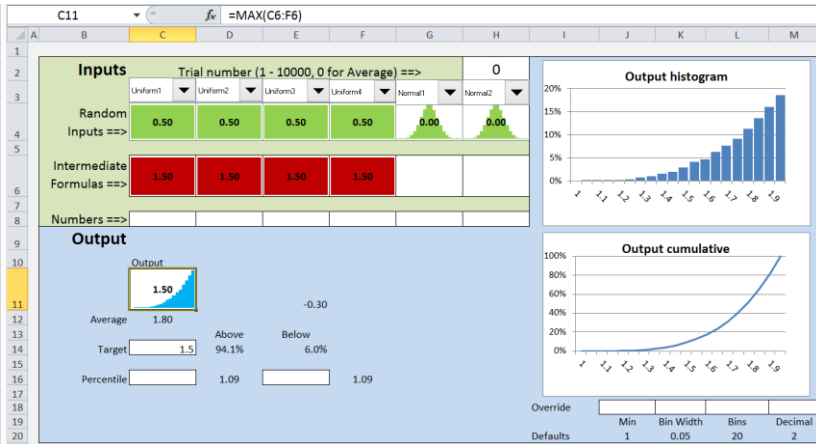 C11 fx =MAX(C6:F6)
A B C D E F G H I J K L M
1
2 Inputs Trial number (1 - 10000, 0 for Average) ==> 0
3 Uniform1 Uniform2 Uniform3 Uniform4 Normal1 Normal2
4 Random Inputs ==> 0.50 0.50 0.50 0.50 0.00 0.00
5
6 Intermediate Formulas ==> 1.50 1.50 1.50 1.50
7
8 Numbers ==>
9 Output
10 Output
11 1.50 -0.30
12 Average 1.80
13 Above Below
14 Target 1.5 94.1% 6.0%
15
16 Percentile 1.09 1.09
17
18 Override
19 Min Bin Width Bins Decimal
20 Defaults 1 0.05 20 2
Output histogram
20%
15%
10%
5%
0%
1 1.1 1.2 1.3 1.4 1.5 1.6 1.7 1.8 1.9
Output cumulative
100%
80%
60%
40%
20%
0%
1 1.1 1.2 1.3 1.4 1.5 1.6 1.7 1.8 1.9